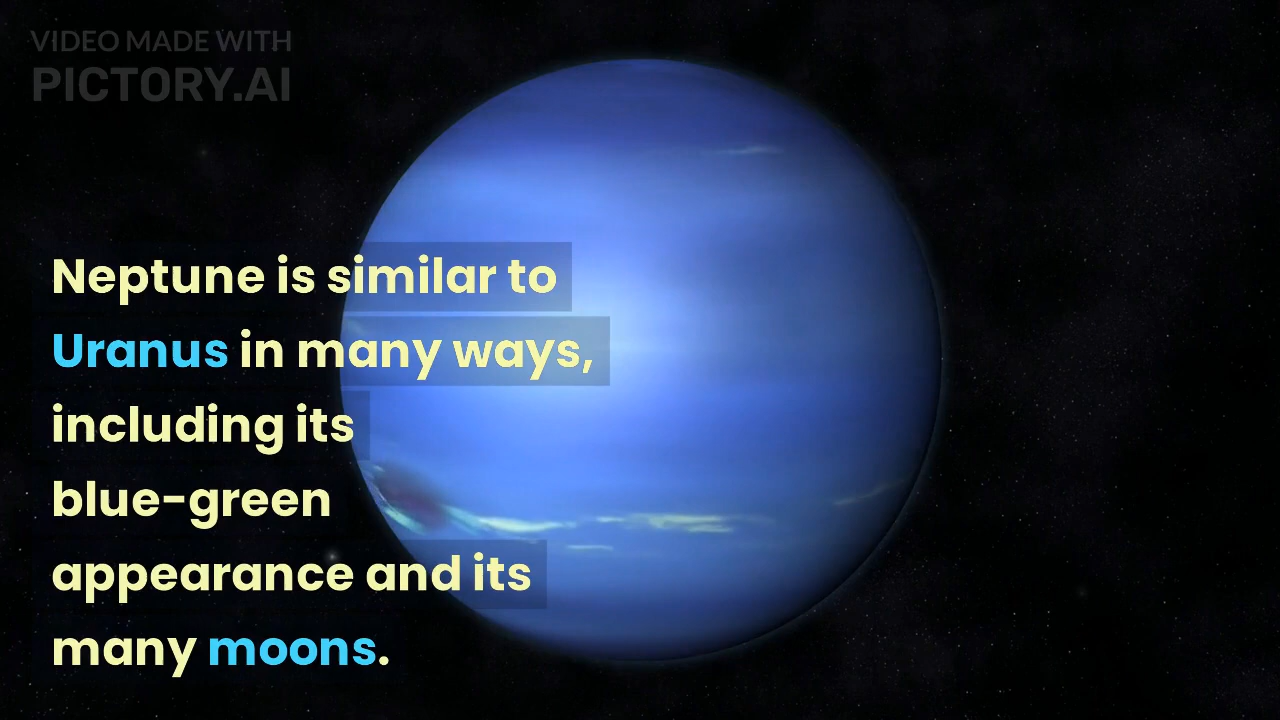 VIDEO MADE WITH
PICTORY.AI
Neptune is similar to
Uranus in many ways,
including its
blue-green
appearance and its
many moons.